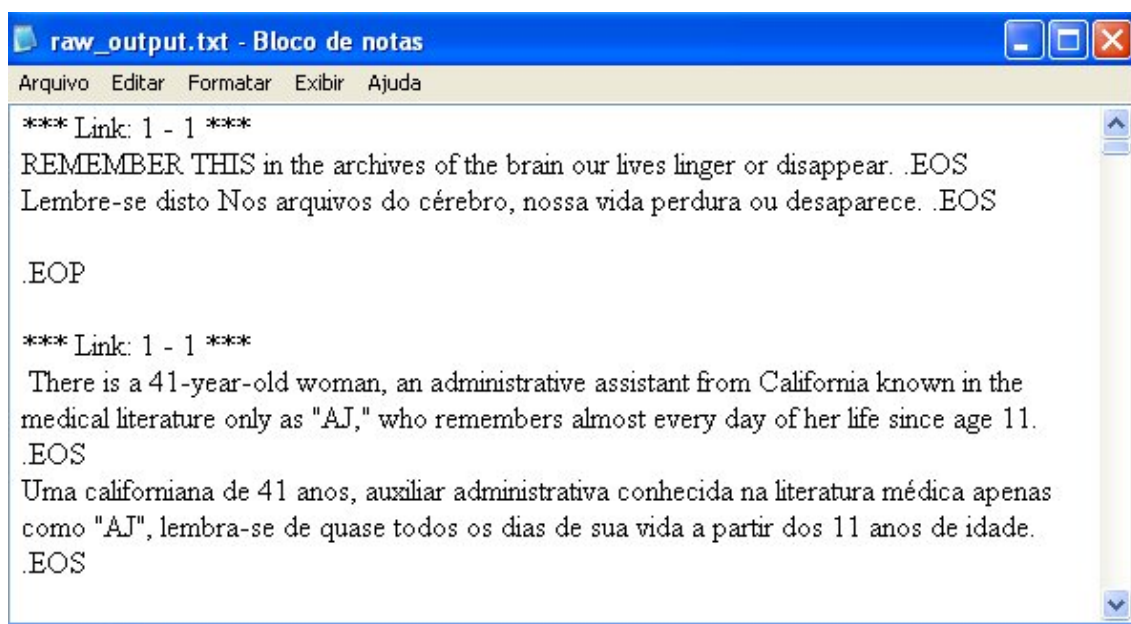 raw_output.txt - Bloco de notas
Arquivo Editar Formatar Exibir Ajuda
*** Link: 1 - 1 ***
REMEMBER THIS in the archives of the brain our lives linger or disappear. .EOS
Lembre-se disto Nos arquivos do cérebro, nossa vida perdura ou desaparece. .EOS
.EOP
*** Link: 1 - 1 ***
There is a 41-year-old woman, an administrative assistant from California known in the
medical literature only as "AJ," who remembers almost every day of her life since age 11.
.EOS
Uma californiana de 41 anos, auxiliar administrativa conhecida na literatura médica apenas
como "AJ", lembra-se de quase todos os dias de sua vida a partir dos 11 anos de idade.
.EOS